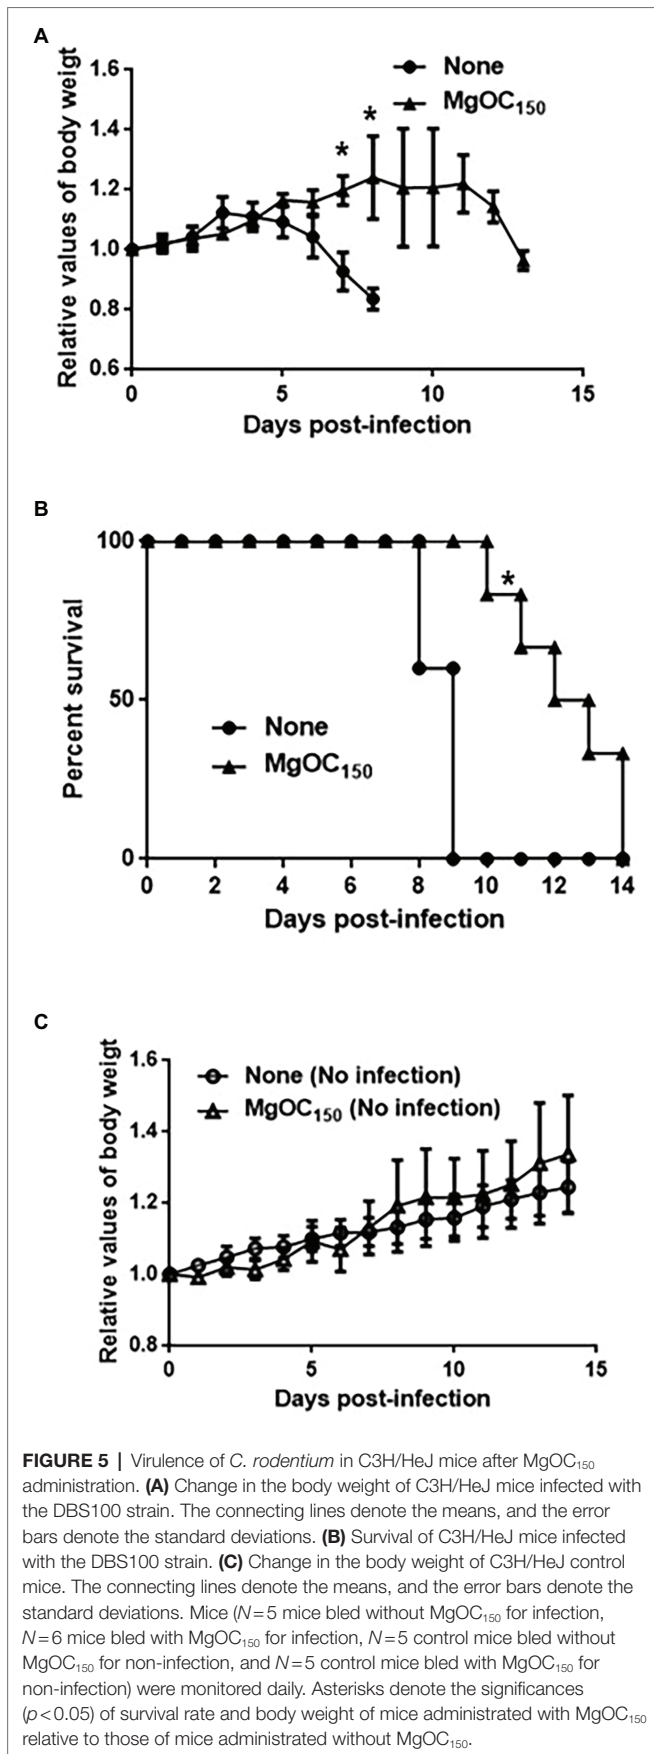 A
Relative values of body weigt
1.6
1.4
1.2
1.0
0.8
0.6
None
MgOC150
*
*
0 5 10 15
Days post-infection
B
Percent survival
100
50
0
*
None
MgOC150
0 2 4 6 8 10 12 14
Days post-infection
C
Relative values of body weigt
1.6
1.4
1.2
1.0
0.8
None (No infection)
MgOC150 (No infection)
0 5 10 15
Days post-infection
FIGURE 5 | Virulence of C. rodentium in C3H/HeJ mice after MgOC150
administration. (A) Change in the body weight of C3H/HeJ mice infected with
the DBS100 strain. The connecting lines denote the means, and the error
bars denote the standard deviations. (B) Survival of C3H/HeJ mice infected
with the DBS100 strain. (C) Change in the body weight of C3H/HeJ control
mice. The connecting lines denote the means, and the error bars denote the
standard deviations. Mice (N = 5 mice bled without MgOC150 for infection,
N = 6 mice bled with MgOC150 for infection, N = 5 control mice bled without
MgOC150 for non-infection, and N = 5 control mice bled with MgOC150 for
non-infection) were monitored daily. Asterisks denote the significances
(p < 0.05) of survival rate and body weight of mice administrated with MgOC150
relative to those of mice administrated without MgOC150.